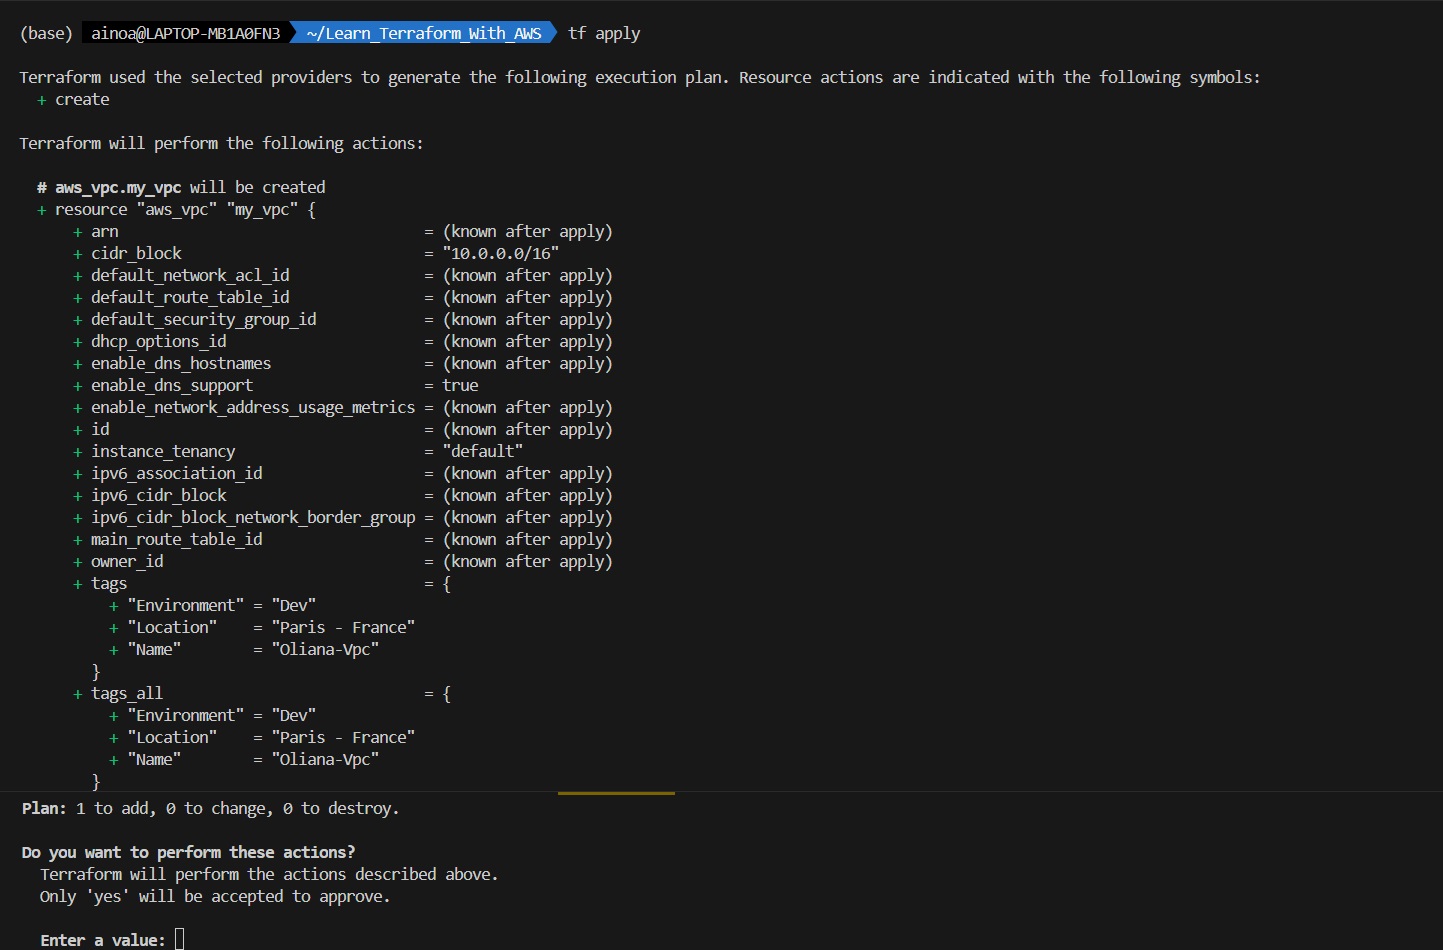 (base) ainoa@LAPTOP-MB1A0FN3 ~/Learn_Terraform_With_AWS tf apply
Terraform used the selected providers to generate the following execution plan. Resource actions are indicated with the following symbols:
+ create
Terraform will perform the following actions:
# aws_vpc.my_vpc will be created
+ resource "aws_vpc" "my_vpc" {
+ arn = (known after apply)
+ cidr_block = "10.0.0.0/16"
+ default_network_acl_id = (known after apply)
+ default_route_table_id = (known after apply)
+ default_security_group_id = (known after apply)
+ dhcp_options_id = (known after apply)
+ enable_dns_hostnames = (known after apply)
+ enable_dns_support = true
+ enable_network_address_usage_metrics = (known after apply)
+ id = (known after apply)
+ instance_tenancy = "default"
+ ipv6_association_id = (known after apply)
+ ipv6_cidr_block = (known after apply)
+ ipv6_cidr_block_network_border_group = (known after apply)
+ main_route_table_id = (known after apply)
+ owner_id = (known after apply)
+ tags = {
+ "Environment" = "Dev"
+ "Location" = "Paris - France"
+ "Name" = "Oliana-Vpc"
}
+ tags_all = {
+ "Environment" = "Dev"
+ "Location" = "Paris - France"
+ "Name" = "Oliana-Vpc"
}
Plan: 1 to add, 0 to change, 0 to destroy.
Do you want to perform these actions?
Terraform will perform the actions described above.
Only 'yes' will be accepted to approve.
Enter a value: